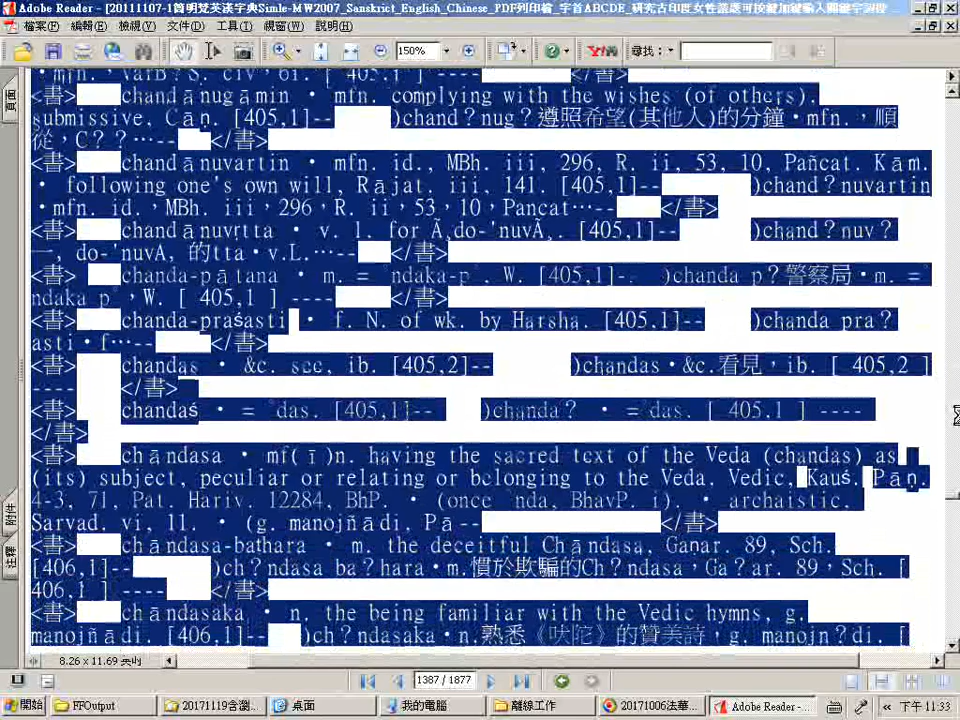 Adobe Reader - [20111107-1簡明梵英漢字典Simle-MW2007_Sanskrit_English_Chinese_PDF列印檔_字首ABCDE_研究古印度女性議題可按鍵輸入關鍵字
檔案(F) 編輯(E) 檢視(V) 文件(D) 工具(T) 視窗(W) 說明(H)
150% 尋找:
頁面
mfn., VarBṛS. civ, 61. [ 405,1 ] ---- </書>
<書> chandānugāmin • mfn. complying with the wishes (of others),
submissive, Cāṇ. [405,1]-- )chand?nug?遵照希望(其他人)的分鐘•mfn.,順
從,C??…-- </書>
<書> chandānuvartin • mfn. id., MBh. iii, 296, R. ii, 53, 10, Pañcat. Kām.
• following one's own will, Rājat. iii, 141. [405,1]-- )chand?nuvartin
•mfn. id.,MBh. iii,296,R. ii,53,10,Pancat…-- </書>
<書> chandānuvṛtta • v. l. for Ã,do-'nuvÃ,. [405,1]-- )chand?nuv?
一, do-'nuvA, 的tta•v.L.…-- </書>
<書> chanda-pātana • m. = ˚ndaka-p˚, W. [405,1]-- )chanda p?警察局•m. =˚
ndaka p˚,W. [ 405,1 ] ---- </書>
<書> chanda-praśasti • f. N. of wk. by Harsha. [405,1]-- )chanda pra?
asti•f…-- </書>
<書> chandas • &c. see, ib. [405,2]-- )chandas•&c.看見,ib. [ 405,2 ]
---- </書>
<書> chandaś • = ˚das. [405,1]-- )chanda? • =˚das. [ 405,1 ] ----
</書>
<書> chāndasa • mf(ī)n. having the sacred text of the Veda (chandas) as
(its) subject, peculiar or relating or belonging to the Veda, Vedic, Kauś. Pāṇ.
4-3, 71, Pat. Hariv. 12284, BhP. • (once ˚nda, BhavP. i). • archaistic,
Sarvad. vi, 11. • (g. manojñādi, Pā-- </書>
<書> chāndasa-baṭhara • m. the deceitful Chāndasa, Gaṇar. 89, Sch.
[406,1]-- )ch?ndasa ba?hara•m.慣於欺騙的Ch?ndasa,Ga?ar. 89,Sch. [
406,1 ] ---- </書>
<書> chāndasaka • n. the being familiar with the Vedic hymns, g.
manojñādi. [406,1]-- )ch?ndasaka•n.熟悉《吠陀》的贊美詩,g. manojn?di. [
附件
注釋
8.26 x 11.69 英吋
1387 / 1877
開始 FFOutput 20171119含瀏... 桌面 我的電腦 離線工作 20171006法華... Adobe Reader - [... 下午 11:33